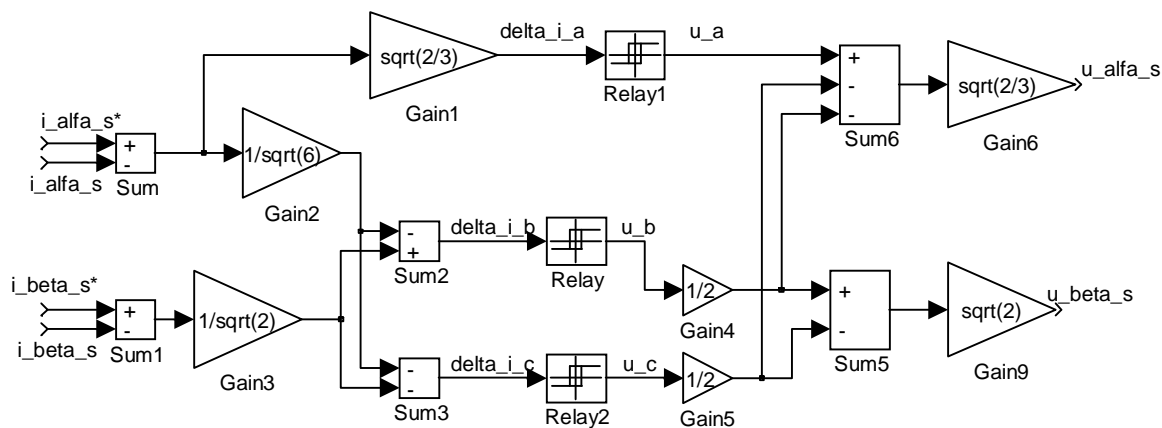 delta_i_a
u_a
sqrt(2/3)
Gain1
Relay1
+
-
-
Sum6
sqrt(2/3)
Gain6
u_alfa_s
i_alfa_s*
i_alfa_s
+
-
Sum
1/sqrt(6)
Gain2
-
+
Sum2
delta_i_b
Relay
u_b
1/2
Gain4
i_beta_s*
i_beta_s
+
-
Sum1
1/sqrt(2)
Gain3
-
-
Sum3
delta_i_c
Relay2
u_c
1/2
Gain5
+
-
Sum5
sqrt(2)
Gain9
u_beta_s